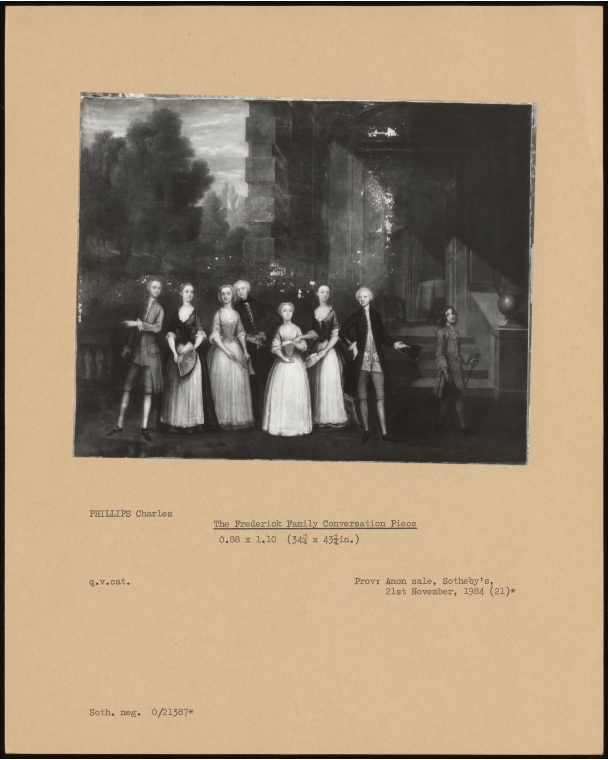 PHILLIPS Charles
The Frederick Family Conversation Piece
0.88 x 1.10 (34¾ x 43¼in.)
q.v.cat.
Prov: Anon sale, Sotheby's,
21st November, 1984 (21)*
Soth. neg. 0/21387*